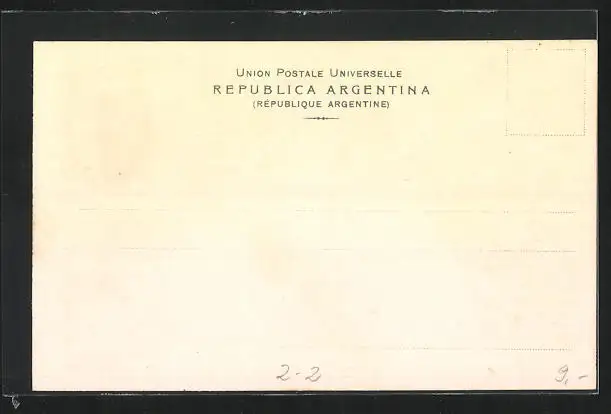 UNION POSTALE UNIVERSELLE
REPUBLICA ARGENTINA
(RÉPUBLIQUE ARGENTINE)
2-2
9,-